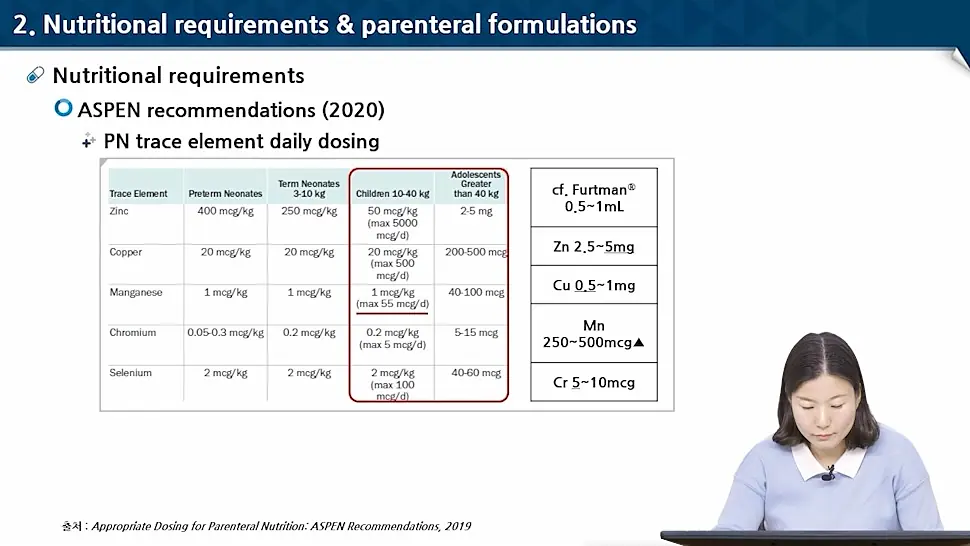 2. Nutritional requirements & parenteral formulations
Nutritional requirements
ASPEN recommendations (2020)
PN trace element daily dosing
Trace Element
Preterm Neonates
Term Neonates
3-10 kg
Children 10-40 kg
Adolescents
Greater
than 40 kg
Zinc
400 mcg/kg
250 mcg/kg
50 mcg/kg
(max 5000
mcg/d)
2-5 mg
Copper
20 mcg/kg
20 mcg/kg
20 mcg/kg
(max 500
mcg/d)
200-500 mcg
Manganese
1 mcg/kg
1 mcg/kg
1 mcg/kg
(max 55 mcg/d)
40-100 mcg
Chromium
0.05-0.3 mcg/kg
0.2 mcg/kg
0.2 mcg/kg
(max 5 mcg/d)
5-15 mcg
Selenium
2 mcg/kg
2 mcg/kg
2 mcg/kg
(max 100
mcg/d)
40-60 mcg
cf. Furtman®
0.5~1mL
Zn 2.5~5mg
Cu 0.5~1mg
Mn
250~500mcg▲
Cr 5~10mcg
출처 : Appropriate Dosing for Parenteral Nutrition: ASPEN Recommendations, 2019